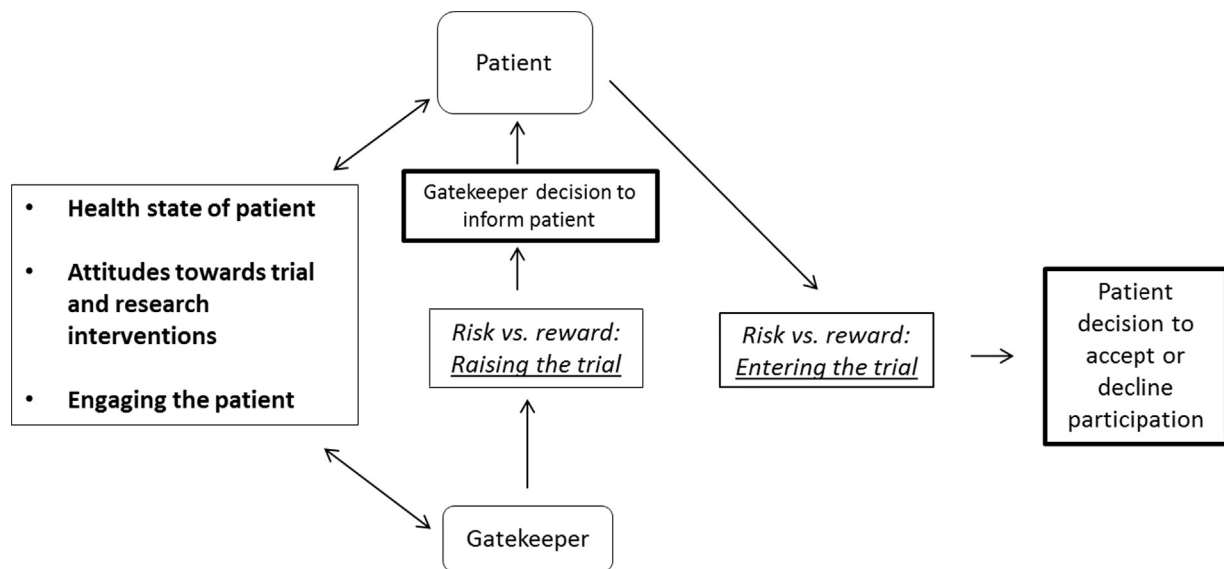 Patient
Gatekeeper decision to
inform patient
• Health state of patient
• Attitudes towards trial
and research
interventions
• Engaging the patient
Risk vs. reward:
Raising the trial
Risk vs. reward:
Entering the trial
Patient
decision to
accept or
decline
participation
Gatekeeper